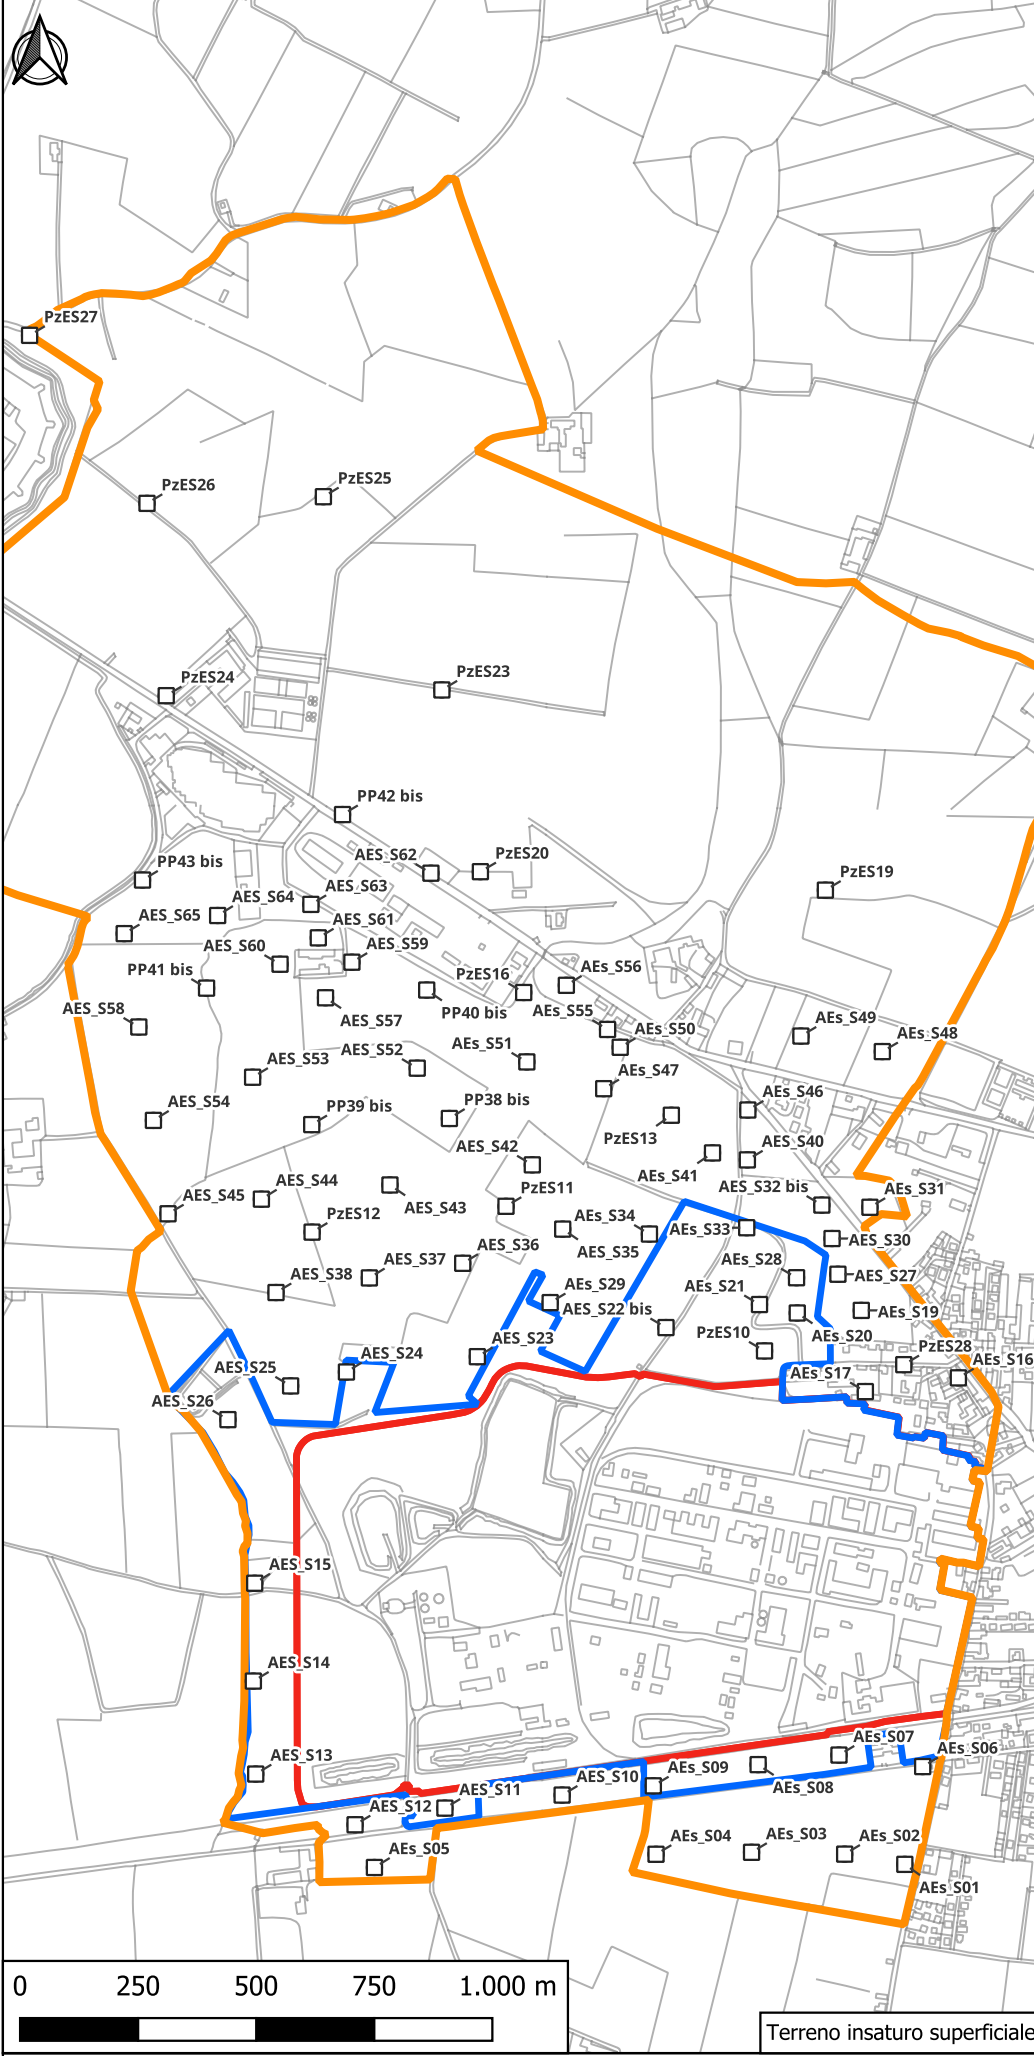 PzES27
PzES26
PzES25
PzES24
PzES23
PP42 bis
AES_S62
PzES20
PP43 bis
PzES19
AES_S63
AES_S64
AES_S65
AES_S61
AES_S60
AES_S59
PP41 bis
PzES16
AEs_S56
AES_S58
AES_S57
PP40 bis
AEs_S55
AEs_S50
AEs_S49
AEs_S48
AES_S53
AES_S52
AEs_S51
AEs_S47
AES_S54
PP39 bis
PP38 bis
AEs_S46
PzES13
AES_S42
AES_S41
AES_S40
AES_S45
AES_S44
AES_S43
PzES11
AES_S32 bis
AEs_S31
PzES12
AEs_S34
AEs_S33
AEs_S30
AES_S37
AES_S36
AEs_S35
AES_S38
AEs_S28
AEs_S27
AEs_S29
AEs_S21
AEs_S22 bis
AEs_S19
AEs_S20
PzES10
AES_S23
PzES28
AES_S25
AES_S24
AEs_S17
AEs_S16
AES_S26
AES_S15
AES_S14
AES_S13
AEs_S07
AEs_S06
AES_S12
AES_S11
AES_S10
AEs_S09
AEs_S08
AEs_S05
AEs_S04
AEs_S03
AEs_S02
AEs_S01
0 250 500 750 1.000 m
Terreno insaturo superficiale